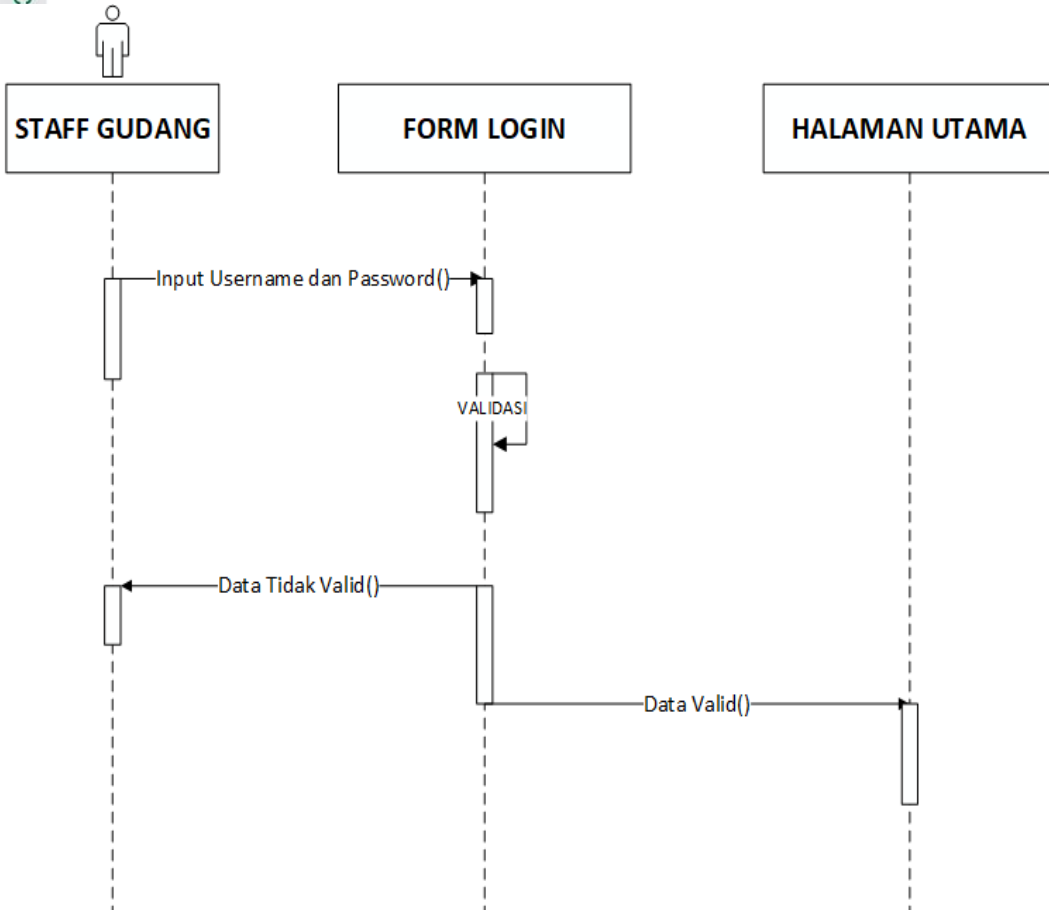 STAFF GUDANG
FORM LOGIN
HALAMAN UTAMA
Input Username dan Password()
VALIDASI
Data Tidak Valid()
Data Valid()